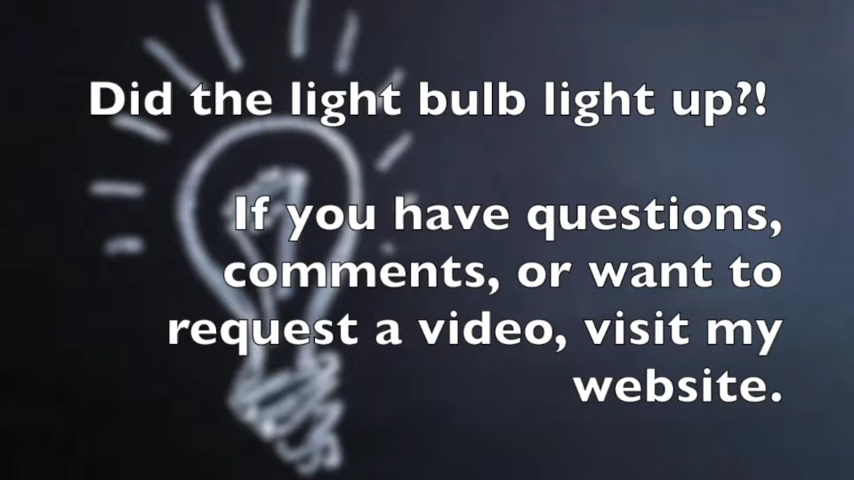 Did the light bulb light up?!
If you have questions,
comments, or want to
request a video, visit my
website.